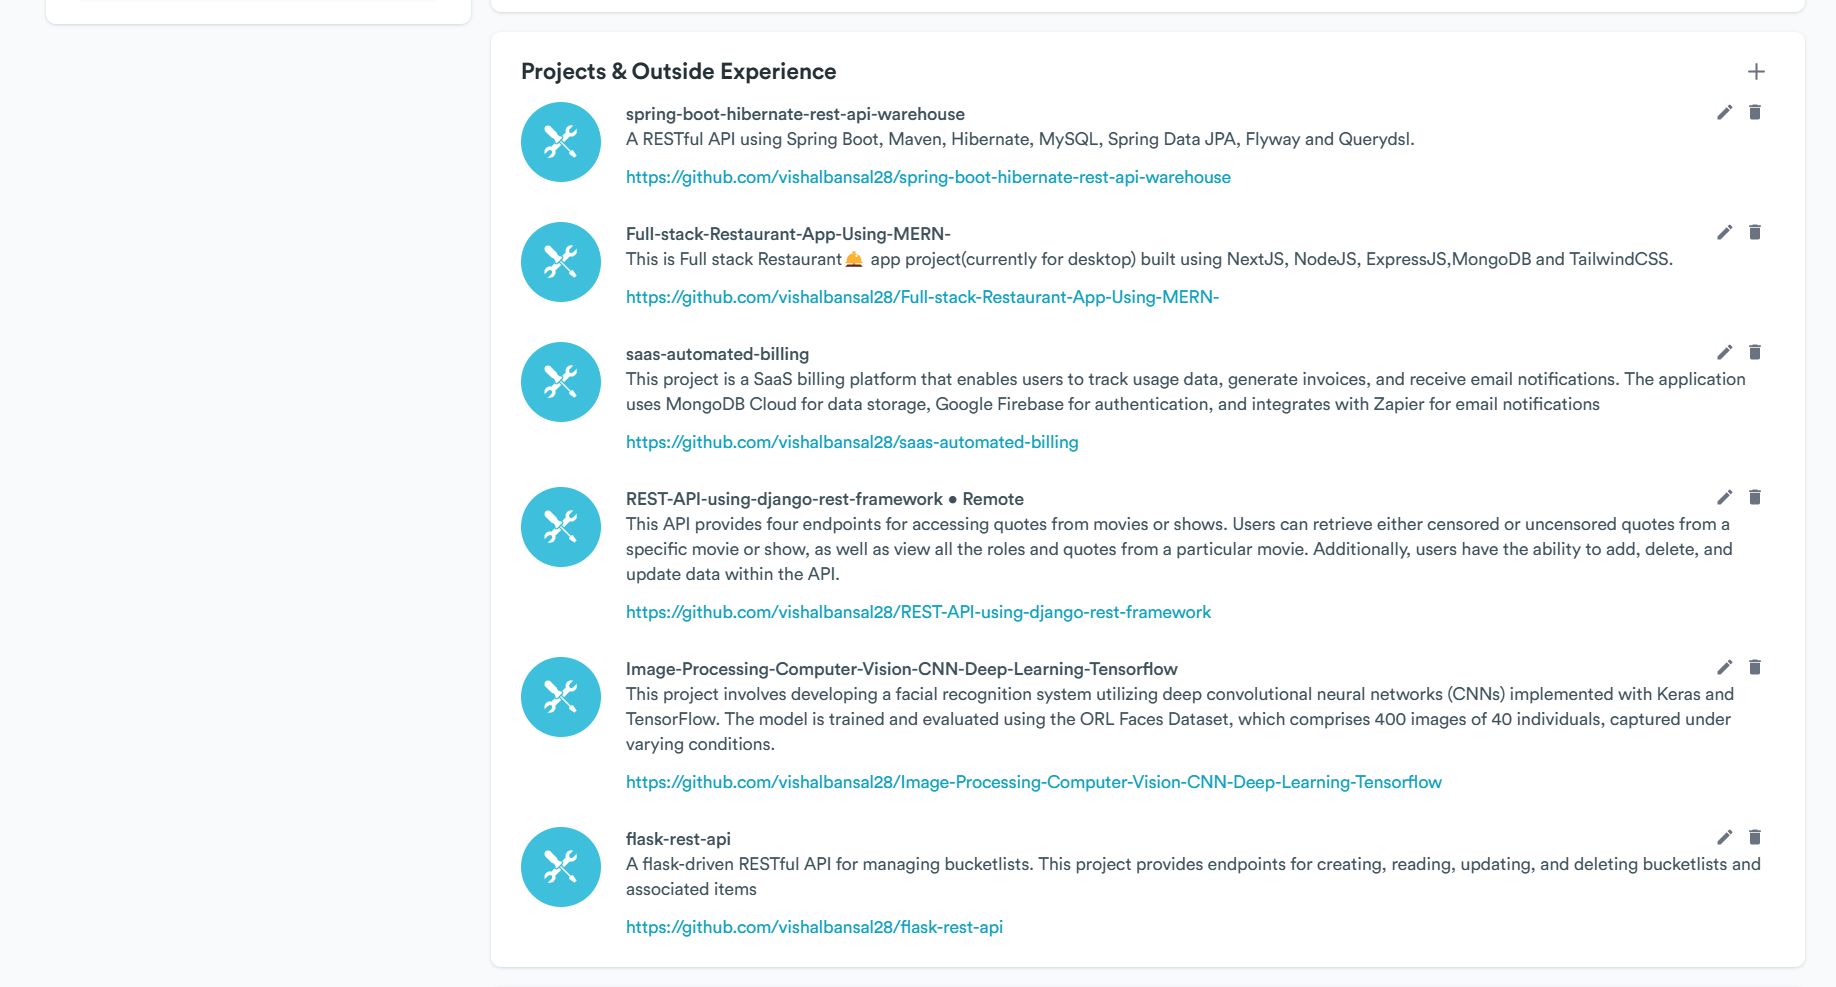 Projects & Outside Experience
spring-boot-hibernate-rest-api-warehouse
A RESTful API using Spring Boot, Maven, Hibernate, MySQL, Spring Data JPA, Flyway and Querydsl.
https://github.com/vishalbansal28/spring-boot-hibernate-rest-api-warehouse
Full-stack-Restaurant-App-Using-MERN-
This is Full stack Restaurant🛎️ app project(currently for desktop) built using NextJS, NodeJS, ExpressJS,MongoDB and TailwindCSS.
https://github.com/vishalbansal28/Full-stack-Restaurant-App-Using-MERN-
saas-automated-billing
This project is a SaaS billing platform that enables users to track usage data, generate invoices, and receive email notifications. The application
uses MongoDB Cloud for data storage, Google Firebase for authentication, and integrates with Zapier for email notifications
https://github.com/vishalbansal28/saas-automated-billing
REST-API-using-django-rest-framework • Remote
This API provides four endpoints for accessing quotes from movies or shows. Users can retrieve either censored or uncensored quotes from a
specific movie or show, as well as view all the roles and quotes from a particular movie. Additionally, users have the ability to add, delete, and
update data within the API.
https://github.com/vishalbansal28/REST-API-using-django-rest-framework
Image-Processing-Computer-Vision-CNN-Deep-Learning-Tensorflow
This project involves developing a facial recognition system utilizing deep convolutional neural networks (CNNs) implemented with Keras and
TensorFlow. The model is trained and evaluated using the ORL Faces Dataset, which comprises 400 images of 40 individuals, captured under
varying conditions.
https://github.com/vishalbansal28/Image-Processing-Computer-Vision-CNN-Deep-Learning-Tensorflow
flask-rest-api
A flask-driven RESTful API for managing bucketlists. This project provides endpoints for creating, reading, updating, and deleting bucketlists and
associated items
https://github.com/vishalbansal28/flask-rest-api